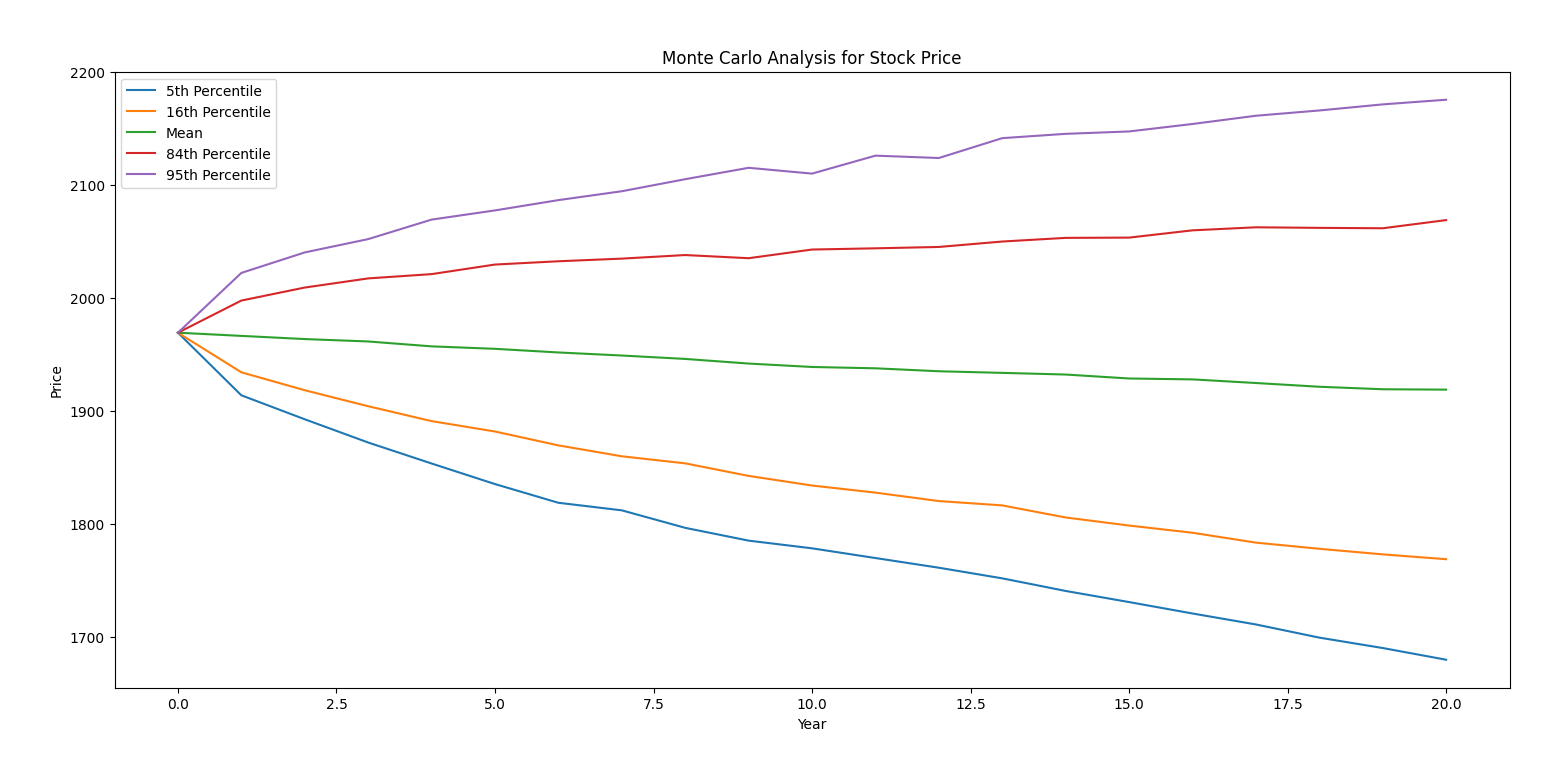 Monte Carlo Analysis for Stock Price
2200
2100
2000
1900
1800
1700
Price
5th Percentile
16th Percentile
Mean
84th Percentile
95th Percentile
0.0 2.5 5.0 7.5 10.0 12.5 15.0 17.5 20.0
Year